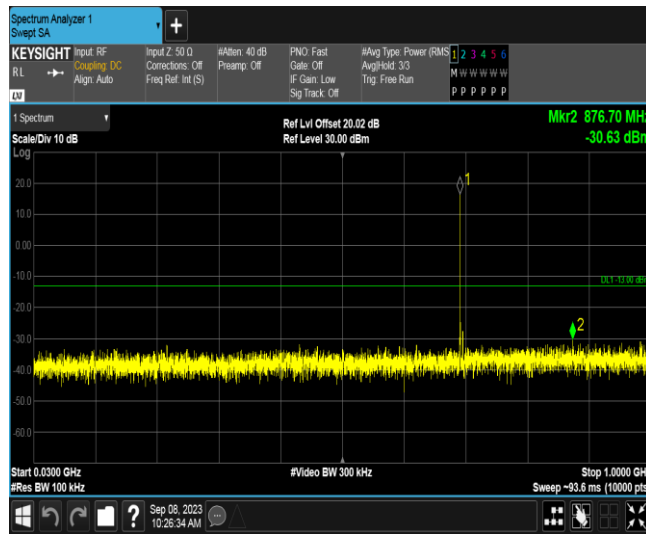 Spectrum Analyzer 1
Swept SA
+
KEYSIGHT
RL
LXI
Input: RF
Coupling: DC
Align: Auto
Input Z: 50 Ω
Corrections: Off
Freq Ref: Int (S)
#Atten: 40 dB
Preamp: Off
PNO: Fast
Gate: Off
IF Gain: Low
Sig Track: Off
#Avg Type: Power (RMS
Avg|Hold: 3/3
Trig: Free Run
1 2 3 4 5 6
M W W W W W
P P P P P P
1 Spectrum
Scale/Div 10 dB
Log
Ref Lvl Offset 20.02 dB
Ref Level 30.00 dBm
Mkr2 876.70 MHz
-30.63 dBm
20.0
10.0
0.00
-10.0
-20.0
-30.0
-40.0
-50.0
-60.0
1
DL1 -13.00 dBm
2
Start 0.0300 GHz
#Res BW 100 kHz
#Video BW 300 kHz
Stop 1.0000 GH
Sweep ~93.6 ms (10000 pts
?
Sep 08, 2023
10:26:34 AM